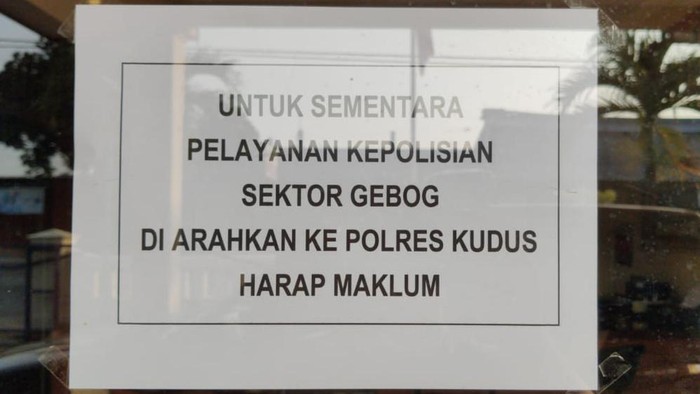 UNTUK SEMENTARA
PELAYANAN KEPOLISIAN
SEKTOR GEBOG
DI ARAHKAN KE POLRES KUDUS
HARAP MAKLUM